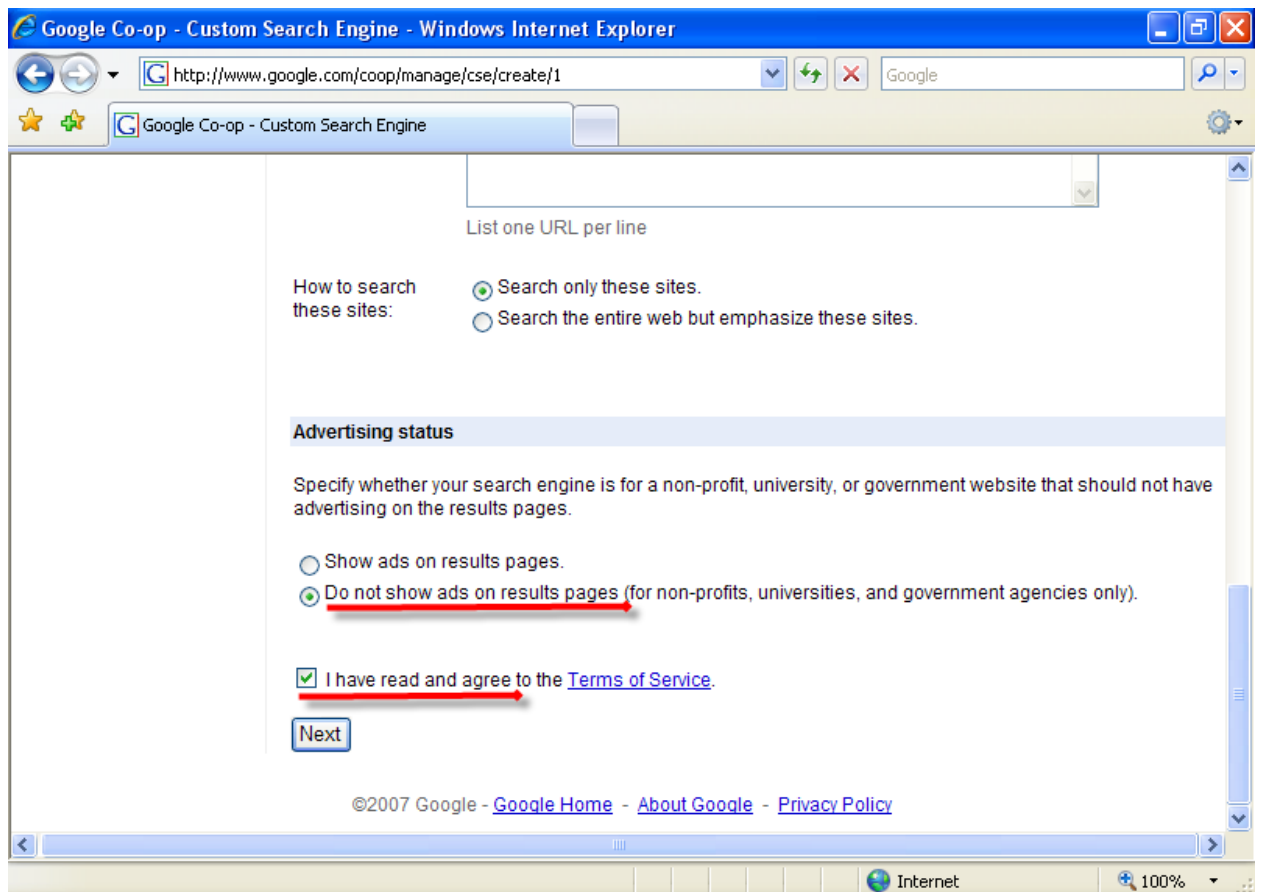 Google Co-op - Custom Search Engine - Windows Internet Explorer
http://www.google.com/coop/manage/cse/create/1
Google
Google Co-op - Custom Search Engine
List one URL per line
How to search
these sites:
Search only these sites.
Search the entire web but emphasize these sites.
Advertising status
Specify whether your search engine is for a non-profit, university, or government website that should not have
advertising on the results pages.
Show ads on results pages.
Do not show ads on results pages (for non-profits, universities, and government agencies only).
I have read and agree to the Terms of Service.
Next
©2007 Google - Google Home - About Google - Privacy Policy
Internet
100%